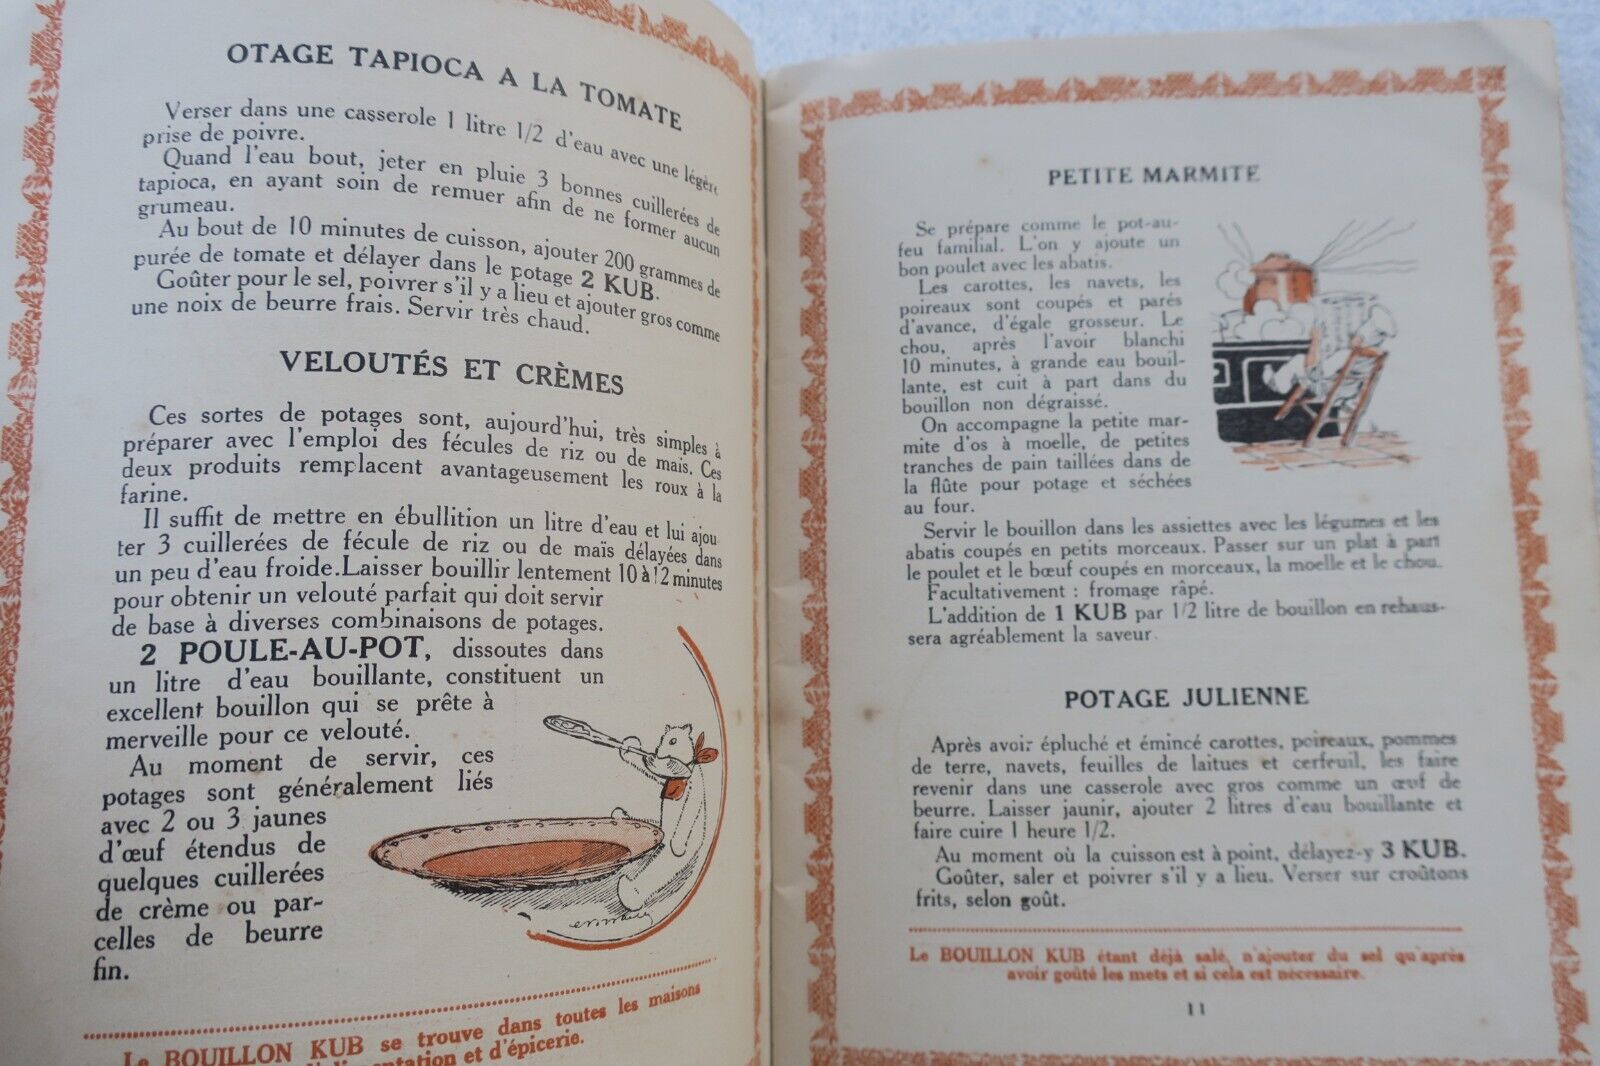 OTAGE TAPIOCA A LA TOMATE
Verser dans une casserole 1 litre 1/2 d'eau avec une légère
prise de poivre.
Quand l'eau bout, jeter en pluie 3 bonnes cuillerées de
tapioca, en ayant soin de remuer afin de ne former aucun
grumeau.
Au bout de 10 minutes de cuisson, ajouter 200 grammes de
purée de tomate et délayer dans le potage 2 KUB.
Goûter pour le sel, poivrer s'il y a lieu et ajouter gros comme
une noix de beurre frais. Servir très chaud.
VELOUTÉS ET CRÈMES
Ces sortes de potages sont, aujourd'hui, très simples à
préparer avec l'emploi des fécules de riz ou de maïs. Ces
deux produits remplacent avantageusement les roux à la
farine.
Il suffit de mettre en ébullition un litre d'eau et lui ajou
ter 3 cuillerées de fécule de riz ou de maïs délayées dans
un peu d'eau froide. Laisser bouillir lentement 10 à 12 minutes
pour obtenir un velouté parfait qui doit servir
de base à diverses combinaisons de potages.
2 POULE-AU-POT, dissoutes dans
un litre d'eau bouillante, constituent un
excellent bouillon qui se prête à
merveille pour ce velouté.
Au moment de servir, ces
potages sont généralement liés
avec 2 ou 3 jaunes
d'œuf étendus de
quelques cuillerées
de crème ou par-
celles de beurre
fin.
Le BOUILLON KUB se trouve dans toutes les maisons
d'alimentation et d'épicerie.
PETITE MARMITE
Se prépare comme le pot-au-
feu familial. L'on y ajoute un
bon poulet avec les abatis.
Les carottes, les navets, les
poireaux sont coupés et parés
d'avance, d'égale grosseur. Le
chou, après l'avoir blanchi
10 minutes, à grande eau bouil-
lante, est cuit à part dans du
bouillon non dégraissé.
On accompagne la petite mar-
mite d'os à moelle, de petites
tranches de pain taillées dans de
la flûte pour potage et séchées
au four.
Servir le bouillon dans les assiettes avec les légumes et les
abatis coupés en petits morceaux. Passer sur un plat à part
le poulet et le bœuf coupés en morceaux, la moelle et le chou.
Facultativement : fromage râpé.
L'addition de 1 KUB par 1/2 litre de bouillon en rehaus-
sera agréablement la saveur.
POTAGE JULIENNE
Après avoir épluché et émincé carottes, poireaux, pommes
de terre, navets, feuilles de laitues et cerfeuil, les faire
revenir dans une casserole avec gros comme un œuf de
beurre. Laisser jaunir, ajouter 2 litres d'eau bouillante et
faire cuire 1 heure 1/2.
Au moment où la cuisson est à point, délayez-y 3 KUB.
Goûter, saler et poivrer s'il y a lieu. Verser sur croûtons
frits, selon goût.
Le BOUILLON KUB étant déjà salé, n'ajouter du sel qu'après
avoir goûté les mets et si cela est nécessaire.
11